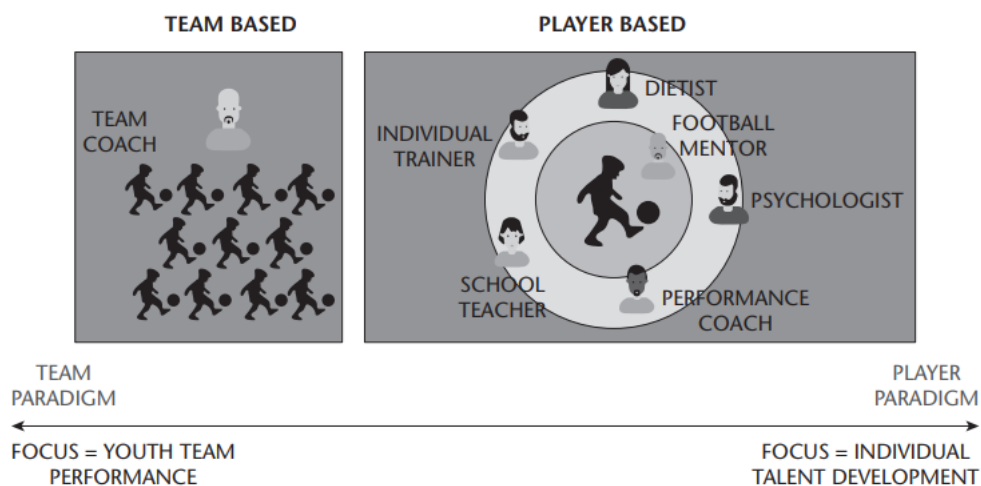 TEAM BASED
PLAYER BASED
TEAM
COACH
INDIVIDUAL
TRAINER
DIETIST
FOOTBALL
MENTOR
PSYCHOLOGIST
SCHOOL
TEACHER
PERFORMANCE
COACH
TEAM
PARADIGM
PLAYER
PARADIGM
FOCUS = YOUTH TEAM
PERFORMANCE
FOCUS = INDIVIDUAL
TALENT DEVELOPMENT